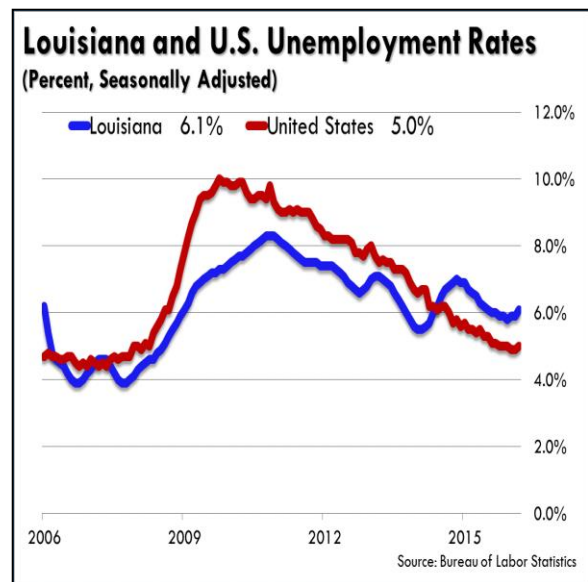 Louisiana and U.S. Unemployment Rates
(Percent, Seasonally Adjusted)
12.0%
Louisiana 6.1% United States 5.0%
10.0%
8.0%
6.0%
4.0%
2.0%
0.0%
2006 2009 2012 2015
Source: Bureau of Labor Statistics